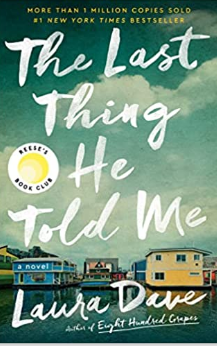 MORE THAN 1 MILLION COPIES SOLD
#1 NEW YORK TIMES BESTSELLER
The Last
Thing
He
Told Me
REESE'S
BOOK CLUB
a novel
Laura Dave
author of Eight Hundred Grapes